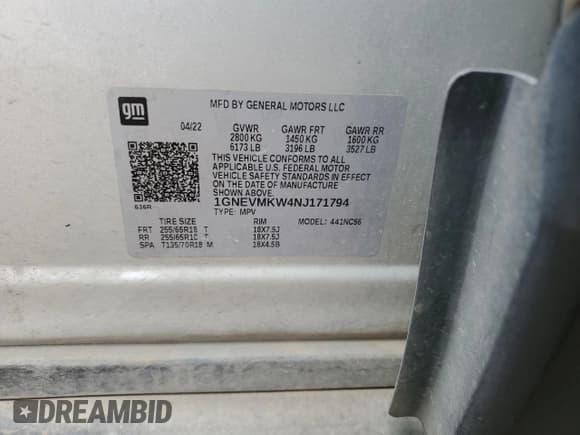 gm
MFD BY GENERAL MOTORS LLC
04/22 GVWR GAWR FRT GAWR RR
2800 KG 1450 KG 1600 KG
6173 LB 3196 LB 3527 LB
THIS VEHICLE CONFORMS TO ALL
APPLICABLE U.S. FEDERAL MOTOR
VEHICLE SAFETY STANDARDS IN EFFECT
ON THE DATE OF MANUFACTURE
SHOWN ABOVE.
636R
1GNEVMKW4NJ171794
TYPE: MPV MODEL: 441NC56
TIRE SIZE RIM
FRT 255/65R18 T 18X7.5J
RR 255/65R18 T 18X7.5J
SPA T135/70R18 M 18X4.5B
DREAMBID